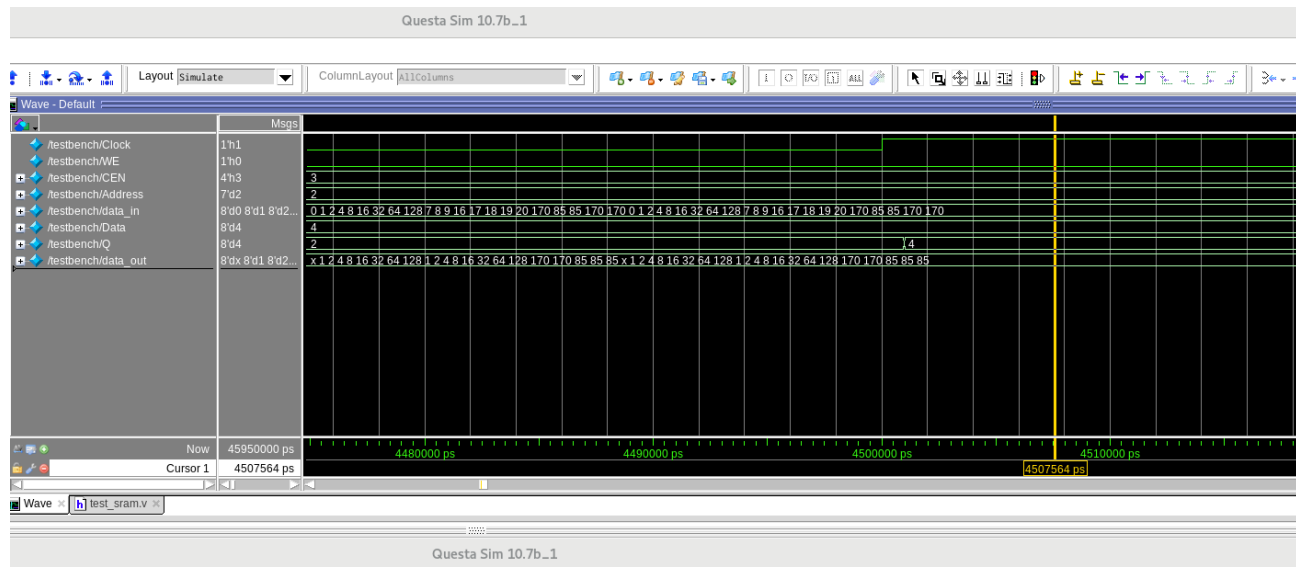 Questa Sim 10.7b_1
Layout Simulate
ColumnLayout AllColumns
Wave - Default
Msgs
/testbench/Clock 1'h1
/testbench/WE 1'h0
/testbench/CEN 4'h3 3
/testbench/Address 7'd2 2
/testbench/data_in 8'd0 8'd1 8'd2... 0 1 2 4 8 16 32 64 128 7 8 9 16 17 18 19 20 170 85 85 170 170 0 1 2 4 8 16 32 64 128 7 8 9 16 17 18 19 20 170 85 85 170 170
/testbench/Data 8'd4 4
/testbench/Q 8'd4 2 4
/testbench/data_out 8'dx 8'd1 8'd2... x 1 2 4 8 16 32 64 128 1 2 4 8 16 32 64 128 170 170 85 85 85 x 1 2 4 8 16 32 64 128 1 2 4 8 16 32 64 128 170 170 85 85 85
Now 45950000 ps 4480000 ps 4490000 ps 4500000 ps 4510000 ps
Cursor 1 4507564 ps 4507564 ps
Wave test_sram.v
Questa Sim 10.7b_1